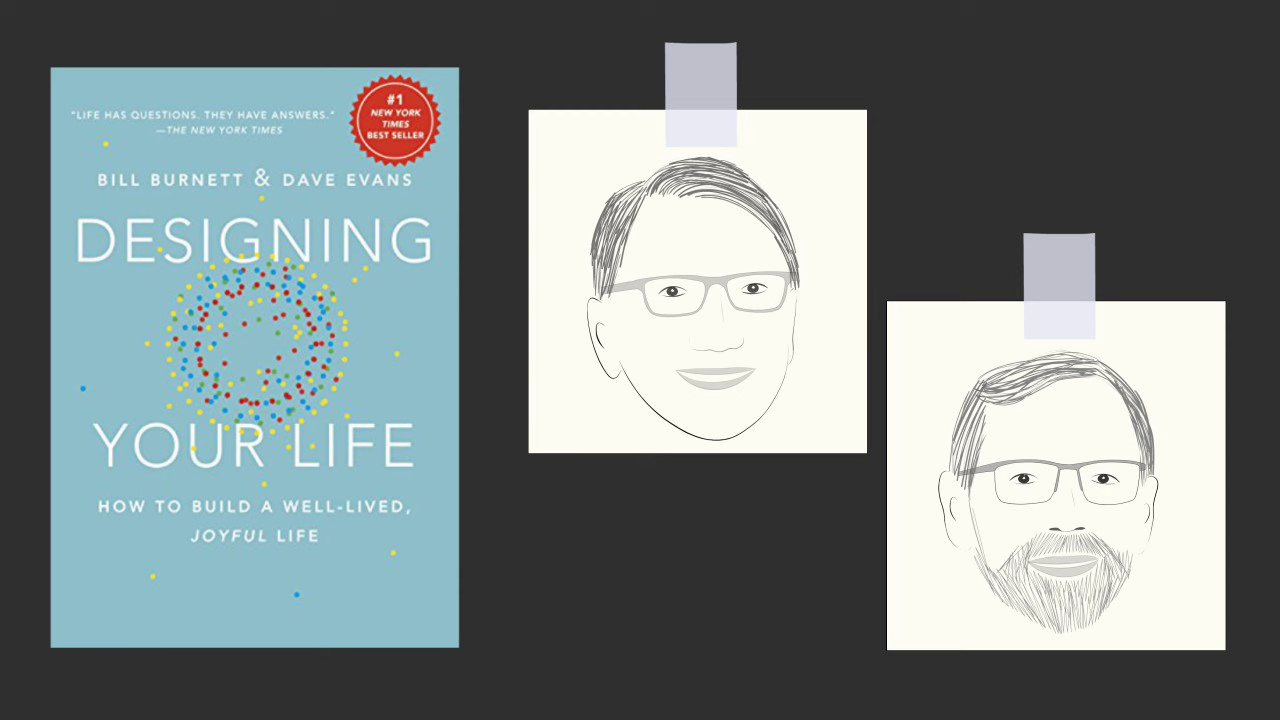 "LIFE HAS QUESTIONS. THEY HAVE ANSWERS."
—THE NEW YORK TIMES
#1
NEW YORK
TIMES
BEST SELLER
BILL BURNETT & DAVE EVANS
DESIGNING
YOUR LIFE
HOW TO BUILD A WELL-LIVED,
JOYFUL LIFE